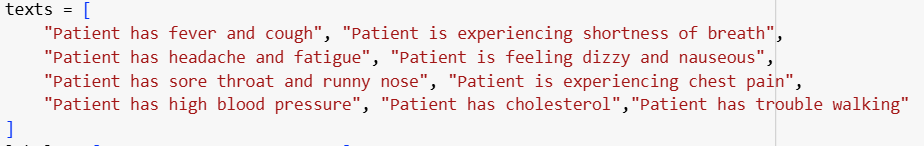 texts = [
    "Patient has fever and cough", "Patient is experiencing shortness of breath",
    "Patient has headache and fatigue", "Patient is feeling dizzy and nauseous",
    "Patient has sore throat and runny nose", "Patient is experiencing chest pain",
    "Patient has high blood pressure", "Patient has cholesterol","Patient has trouble walking"
]